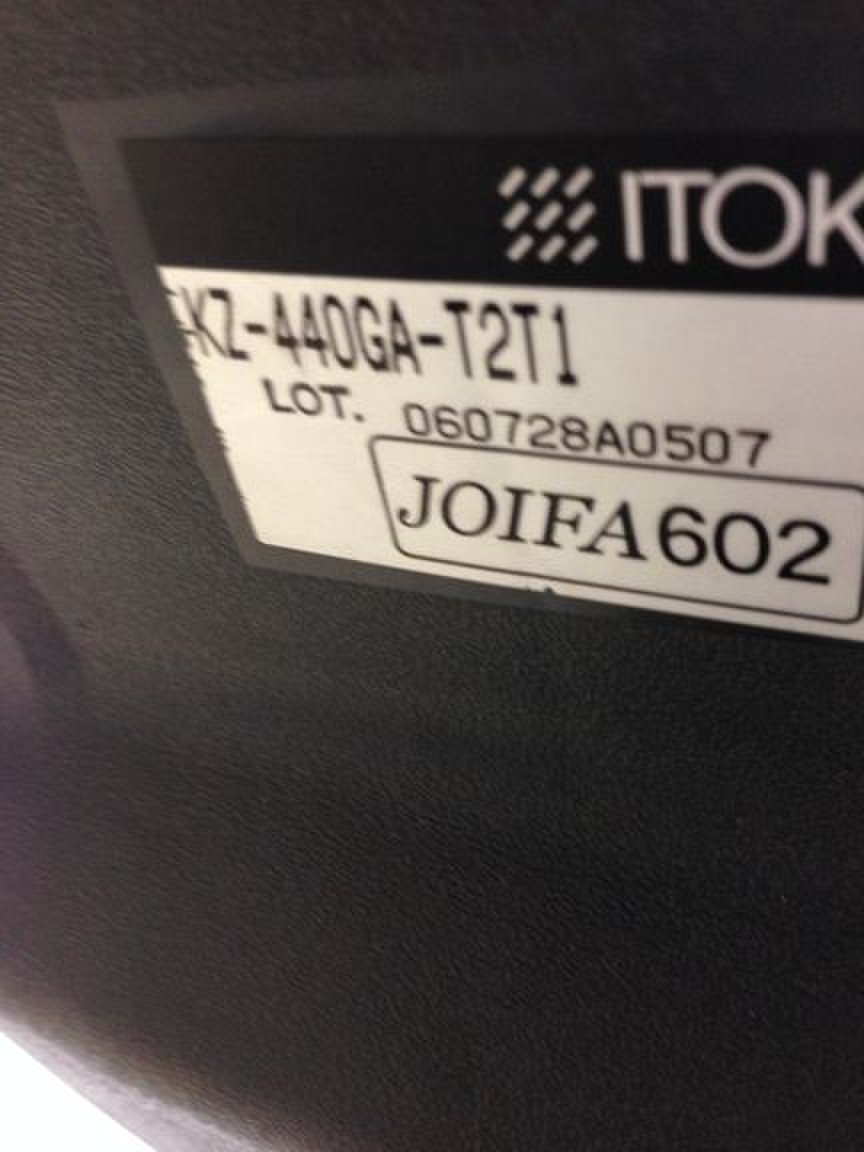 ITOK
KZ-440GA-T2T1
LOT. 060728A0507
JOIFA602